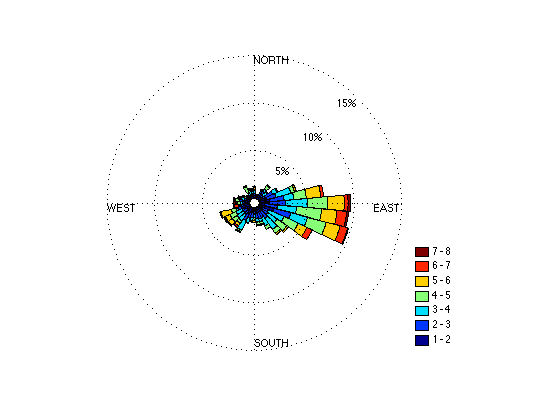 NORTH
15%
10%
5%
WEST
EAST
SOUTH
7 - 8
6 - 7
5 - 6
4 - 5
3 - 4
2 - 3
1 - 2